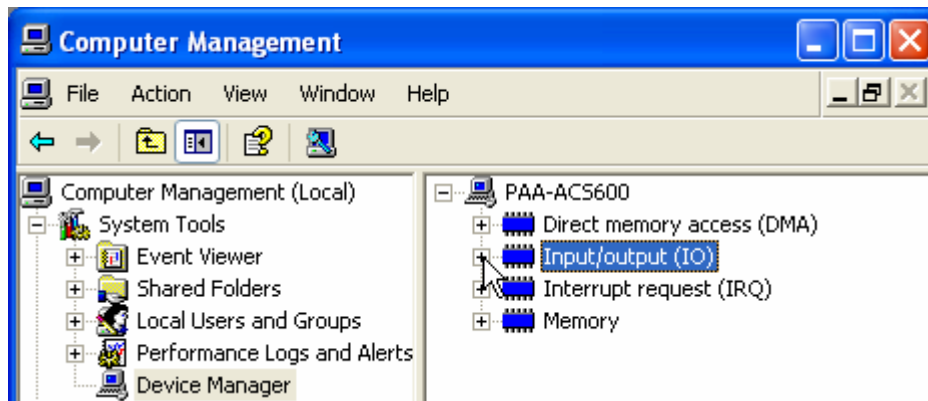 Computer Management
File Action View Window Help
Computer Management (Local)
System Tools
Event Viewer
Shared Folders
Local Users and Groups
Performance Logs and Alerts
Device Manager
PAA-ACS600
Direct memory access (DMA)
Input/output (IO)
Interrupt request (IRQ)
Memory